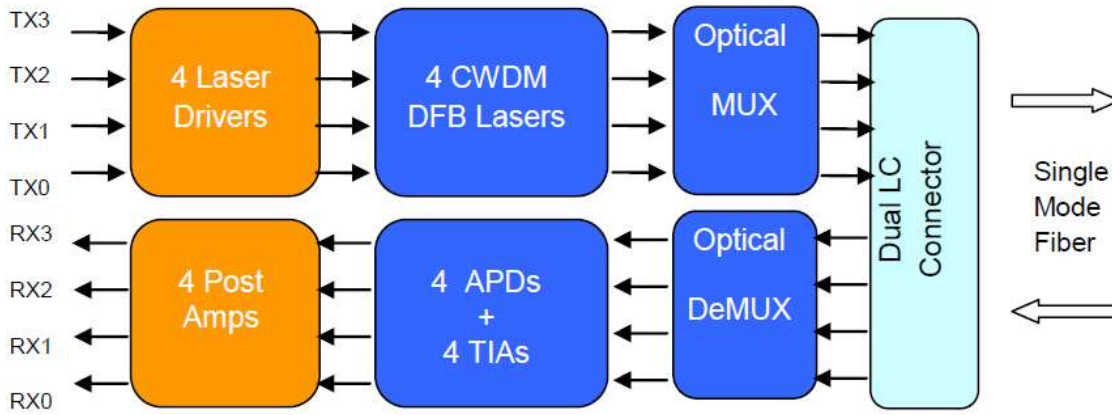 TX3
TX2
TX1
TX0
4 Laser
Drivers
4 CWDM
DFB Lasers
Optical
MUX
Dual LC
Connector
Single
Mode
Fiber
RX3
RX2
RX1
RX0
4 Post
Amps
4 APDs
+
4 TIAs
Optical
DeMUX